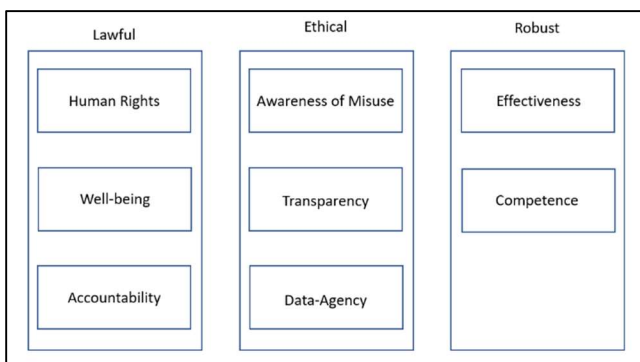 Lawful
Human Rights
Well-being
Accountability
Ethical
Awareness of Misuse
Transparency
Data-Agency
Robust
Effectiveness
Competence